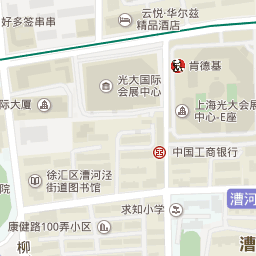 云悦·华尔兹
精品酒店
好多签串串
肯德基
光大国际
会展中心
际大厦
上海光大会展
中心-E座
中国工商银行
徐汇区漕河泾
街道图书馆
院
求知小学
漕河
康健路100弄小区
柳
漕